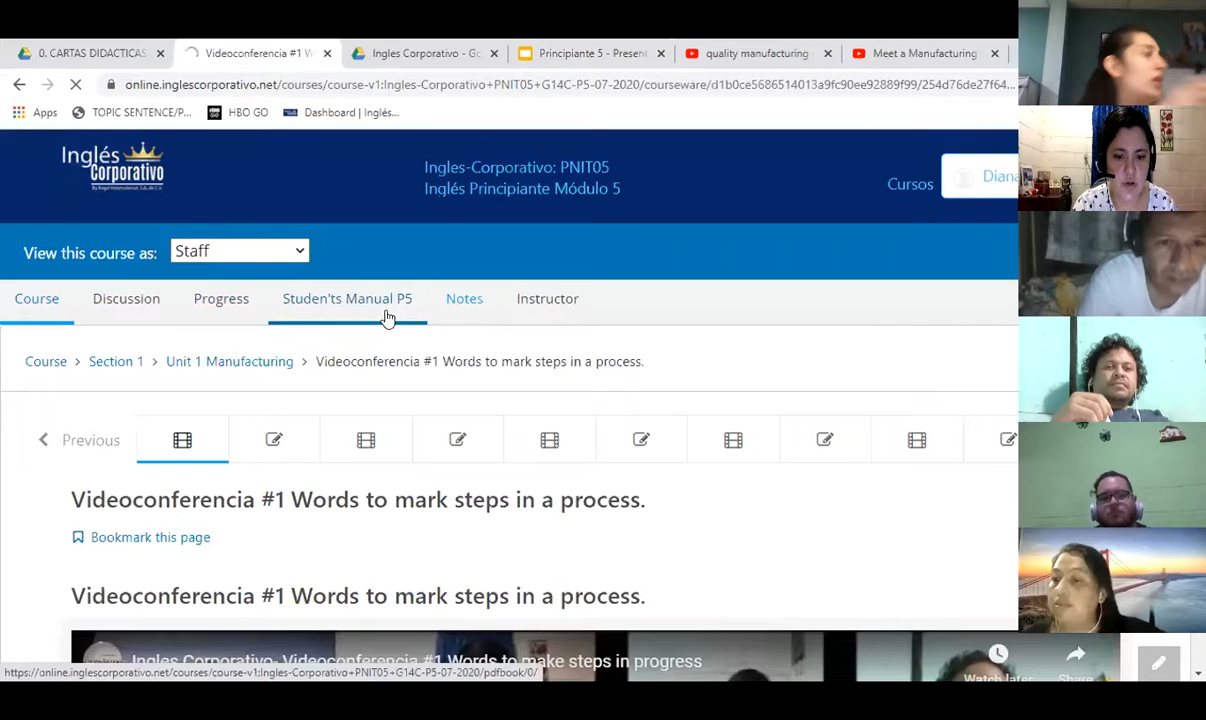 0. CARTAS DIDACTICAS
Videoconferencia #1 W
Ingles Corporativo - Go
Principiante 5 - Present
quality manufacturing
Meet a Manufacturing
online.inglescorporativo.net/courses/course-v1:Ingles-Corporativo+PNIT05+G14C-P5-07-2020/courseware/d1b0ce5686514013a9fc90ee92889f99/254d76de27f64...
Apps
TOPIC SENTENCE/P...
HBO GO
Dashboard | Inglés...
Inglés
Corporativo
Ingles-Corporativo: PNIT05
Inglés Principiante Módulo 5
Cursos
Diana
View this course as:
Staff
Course
Discussion
Progress
Studen'ts Manual P5
Notes
Instructor
Course > Section 1 > Unit 1 Manufacturing > Videoconferencia #1 Words to mark steps in a process.
Previous
Videoconferencia #1 Words to mark steps in a process.
Bookmark this page
Videoconferencia #1 Words to mark steps in a process.
Ingles Corporativo- Videoconferencia #1 Words to make steps in progress
Watch later
Share
https://online.inglescorporativo.net/courses/course-v1:Ingles-Corporativo+PNIT05+G14C-P5-07-2020/pdfbook/0/